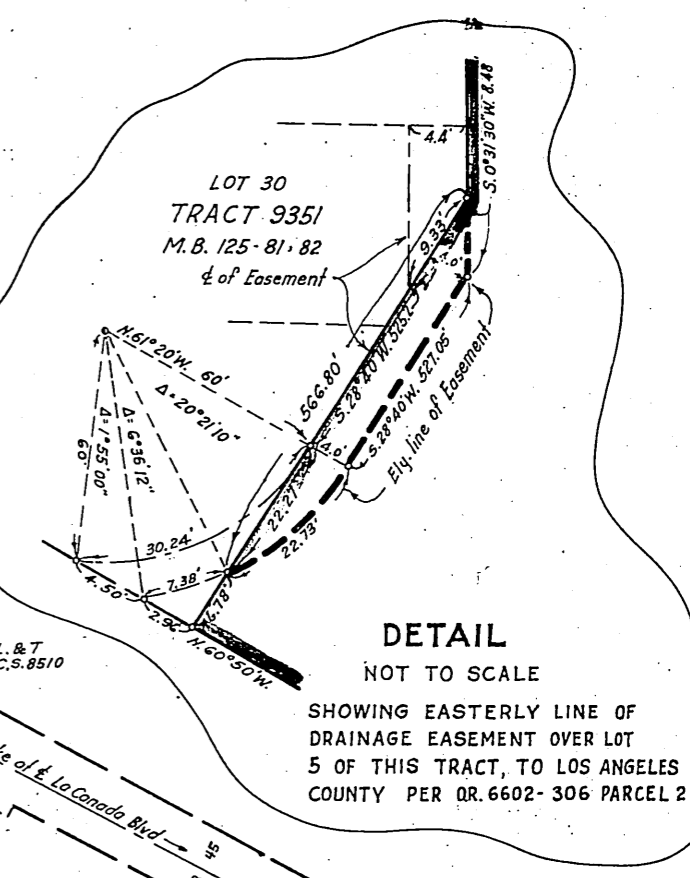 S.0°31'30"W. 8.48
4.4'
LOT 30
TRACT 9351
M.B. 125-81,82
℄ of Easement
9.33'
4.0'
N.61°20'W. 60'
Δ=20°21'10"
Δ=6°36'12"
Δ=1°55'00"
60'
566.80'
S.28°40'W. 525.2
S.28°40'W. 527.05'
Ely. line of Easement
4.0'
22.27'
22.73'
30.24'
7.38'
4.50'
2.96
6.78'
N.60°50'W.
L. & T
C.S. 8510
DETAIL
NOT TO SCALE
SHOWING EASTERLY LINE OF
DRAINAGE EASEMENT OVER LOT
5 OF THIS TRACT, TO LOS ANGELES
COUNTY PER O.R. 6602-306 PARCEL 2
of ℄ La Canada Blvd
45